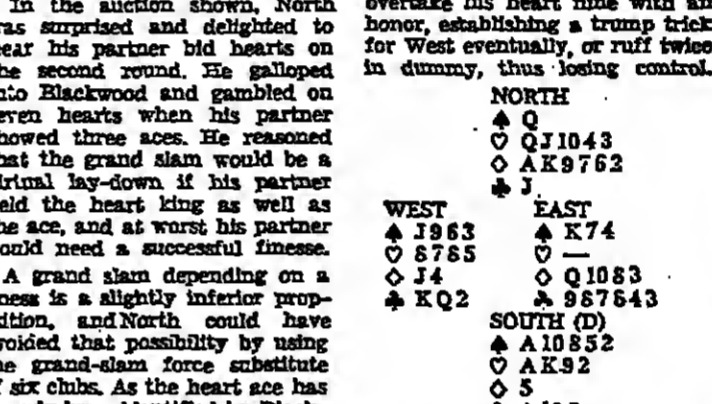 In the auction shown, North
was surprised and delighted to
hear his partner bid hearts on
the second round. He galloped
into Blackwood and gambled on
seven hearts when his partner
showed three aces. He reasoned
that the grand slam would be a
virtual lay-down if his partner
held the heart king as well as
the ace, and at worst his partner
would need a successful finesse.
A grand slam depending on a
finesse is a slightly inferior prop-
osition, and North could have
avoided that possibility by using
the grand-slam force substitute
of six clubs. As the heart ace has
overtake his heart nine with an
honor, establishing a trump trick
for West eventually, or ruff twice
in dummy, thus losing control.
NORTH
♠ Q
♡ QJ1043
◇ AK9762
♣ J
WEST
♠ J963
♡ 8765
◇ J4
♣ KQ2
EAST
♠ K74
♡ —
◇ Q1083
♣ 987643
SOUTH (D)
♠ A10852
♡ AK92
◇ 5